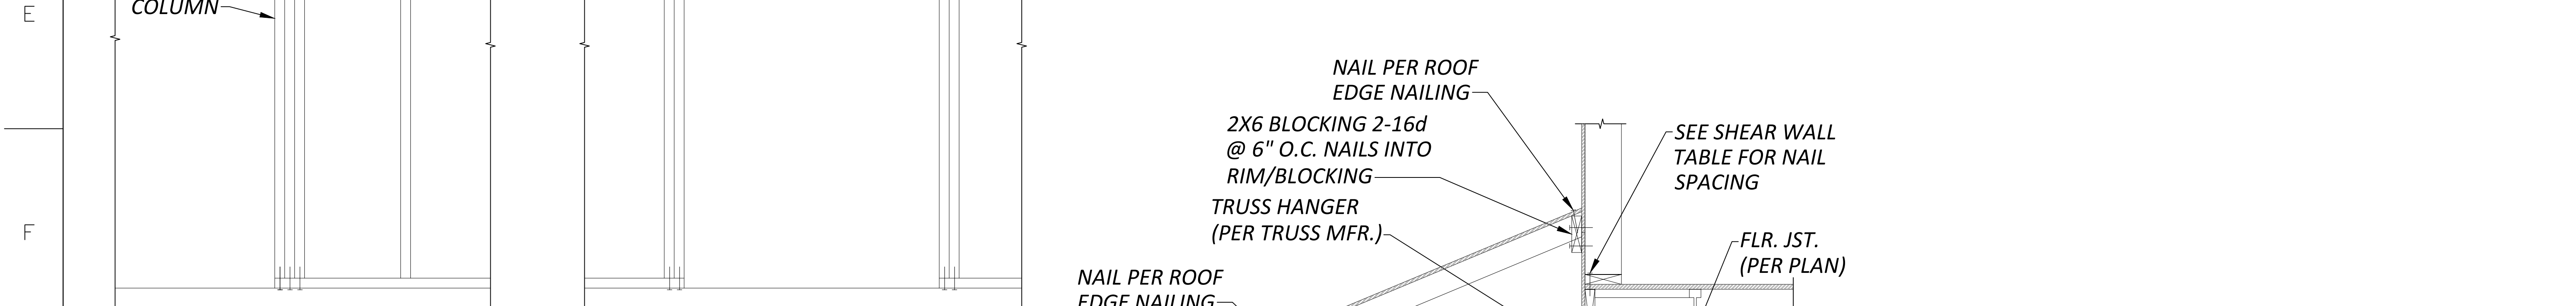 E
COLUMN
NAIL PER ROOF
EDGE NAILING
2X6 BLOCKING 2-16d
@ 6" O.C. NAILS INTO
RIM/BLOCKING
SEE SHEAR WALL
TABLE FOR NAIL
SPACING
TRUSS HANGER
(PER TRUSS MFR.)
F
FLR. JST.
(PER PLAN)
NAIL PER ROOF
EDGE NAILING